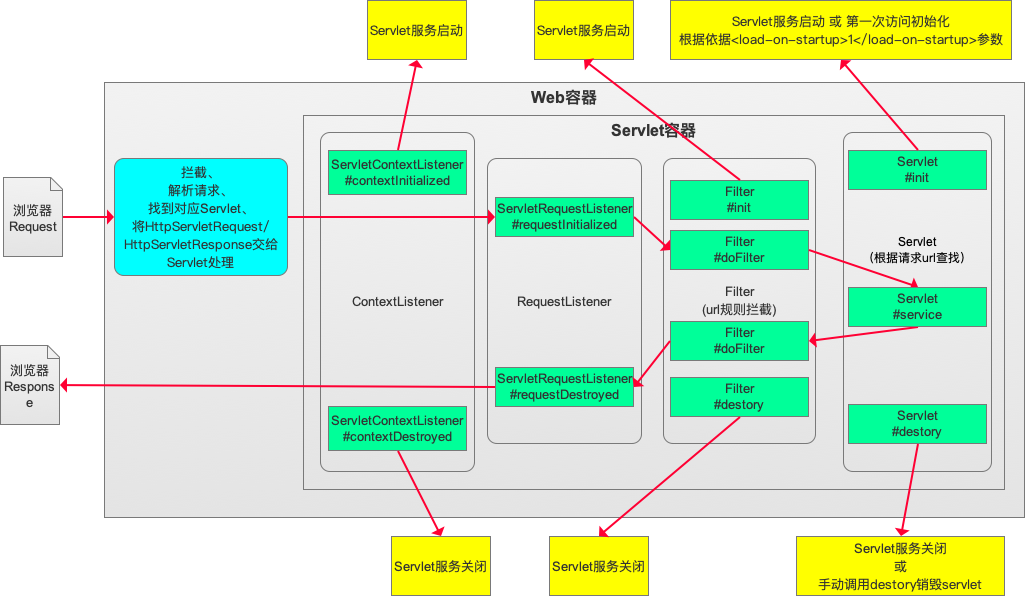 Servlet服务启动
Servlet服务启动
Servlet服务启动 或 第一次访问初始化
根据依据<load-on-startup>1</load-on-startup>参数
Web容器
Servlet容器
浏览器
Request
拦截、
解析请求、
找到对应Servlet、
将HttpServletRequest/
HttpServletResponse交给
Servlet处理
ServletContextListener
#contextInitialized
ContextListener
ServletContextListener
#contextDestroyed
ServletRequestListener
#requestInitialized
RequestListener
ServletRequestListener
#requestDestroyed
Filter
#init
Filter
#doFilter
Filter
(url规则拦截)
Filter
#doFilter
Filter
#destory
Servlet
#init
Servlet
(根据请求url查找)
Servlet
#service
Servlet
#destory
浏览器
Respons
e
Servlet服务关闭
Servlet服务关闭
Servlet服务关闭
或
手动调用destory销毁servlet